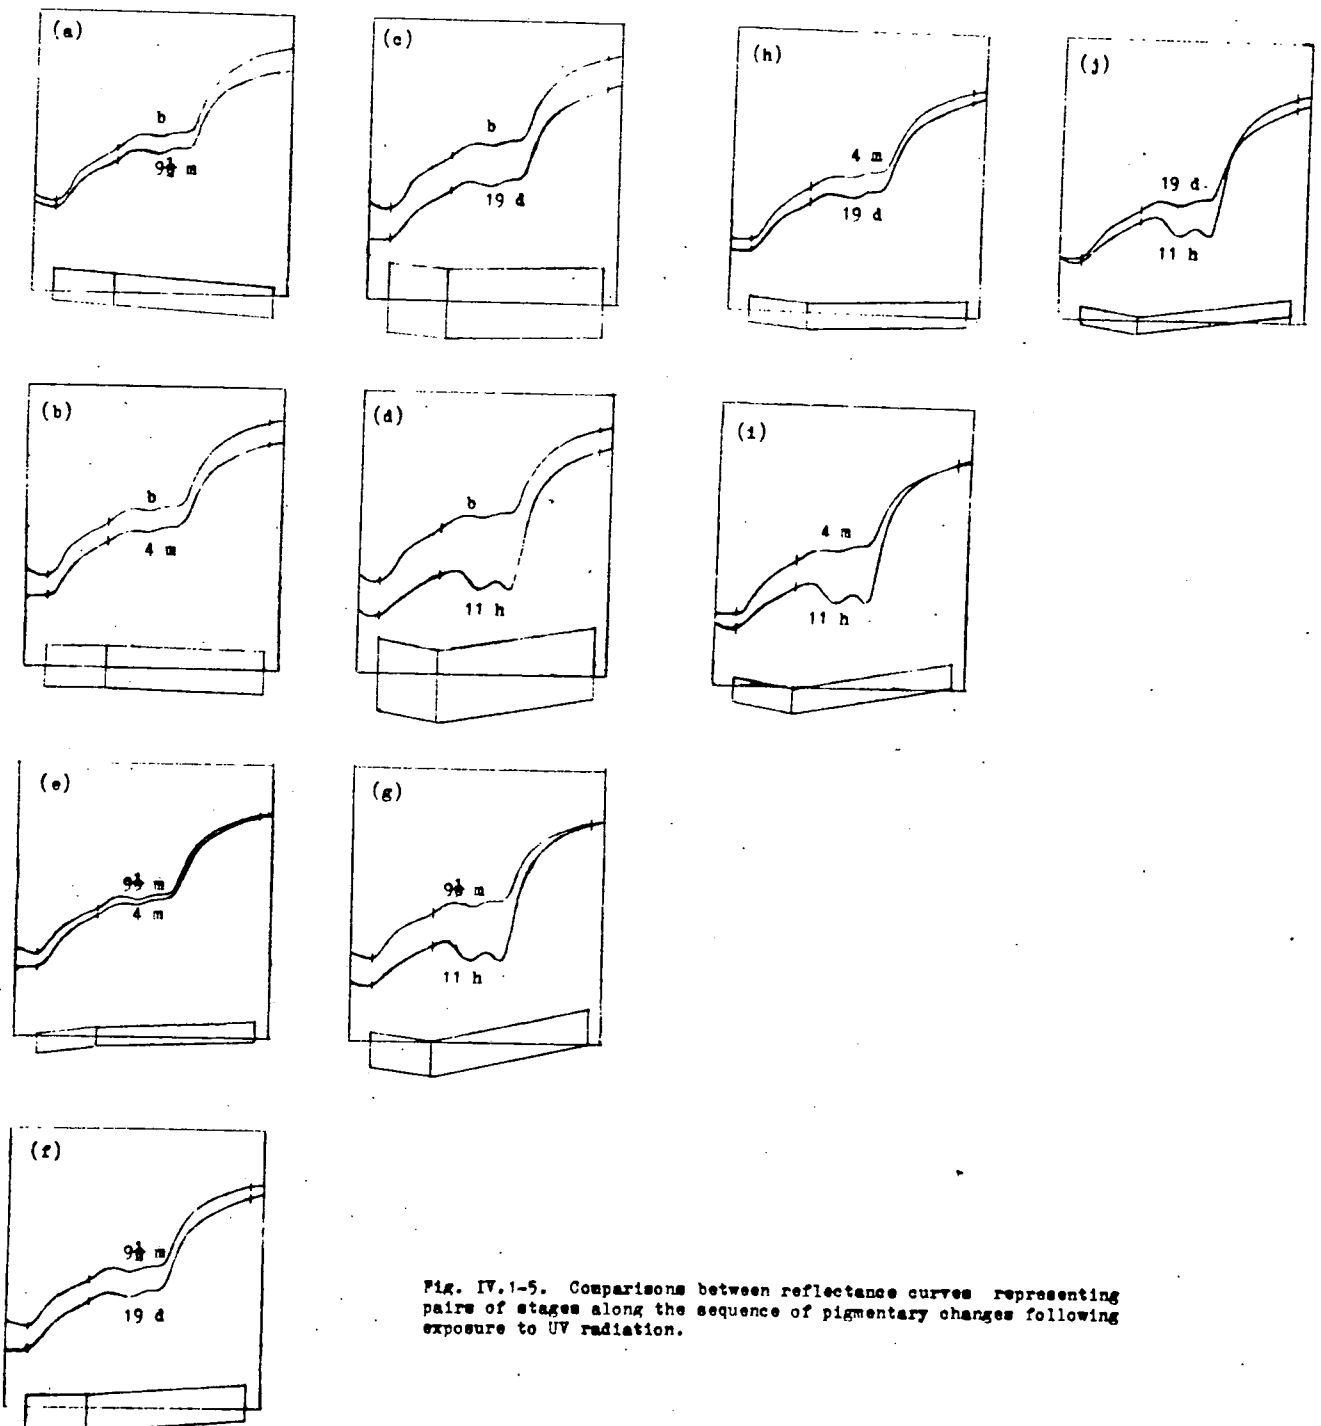 (a)
b
9½ m
(c)
b
19 d
(h)
4 m
19 d
(j)
19 d.
11 h
(b)
b
4 m
(d)
b
11 h
(i)
4 m
11 h
(e)
9½ m
4 m
(g)
9½ m
11 h
(f)
9½ m
19 d
Fig. IV.1-5. Comparisons between reflectance curves representing
pairs of stages along the sequence of pigmentary changes following
exposure to UV radiation.